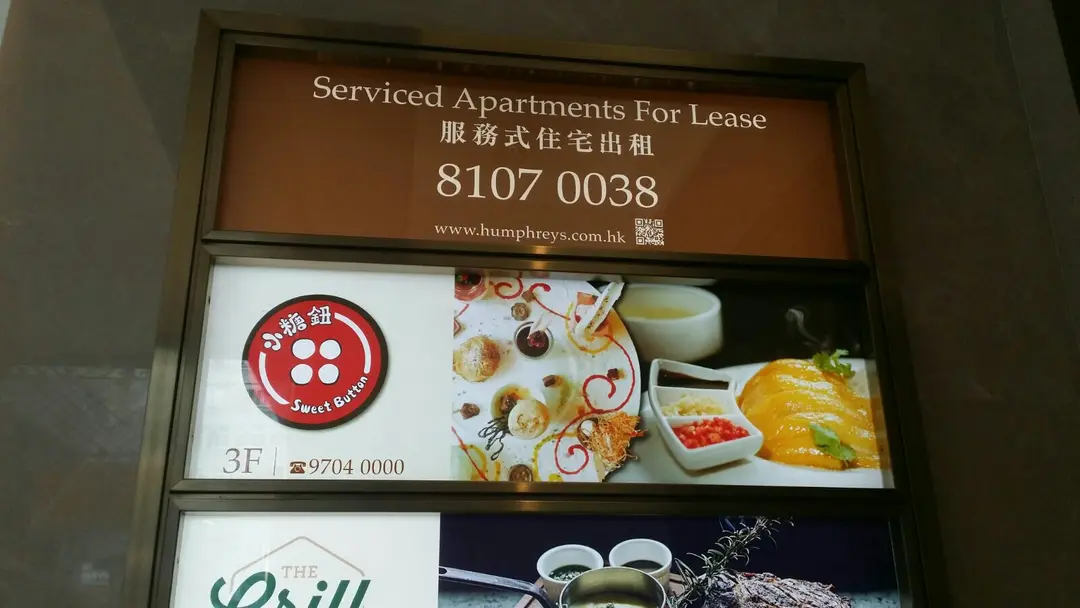 Serviced Apartments For Lease
服務式住宅出租
8107 0038
www.humphreys.com.hk
小糖鈕
Sweet Button
3F ☎9704 0000
THE
Grill